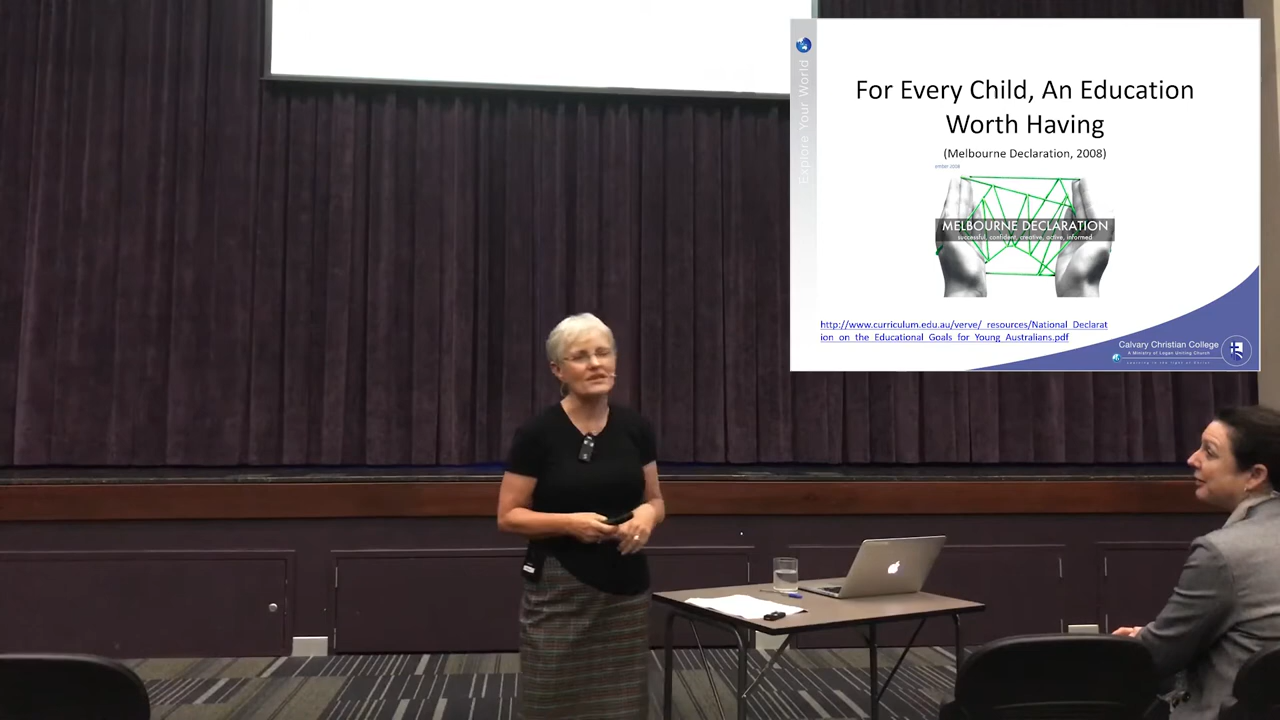 Explore Your World
For Every Child, An Education
Worth Having
(Melbourne Declaration, 2008)
ember 2008
MELBOURNE DECLARATION
successful, confident, creative, active, informed
http://www.curriculum.edu.au/verve/_resources/National_Declarat
ion_on_the_Educational_Goals_for_Young_Australians.pdf
Calvary Christian College
A Ministry of Logan Uniting Church